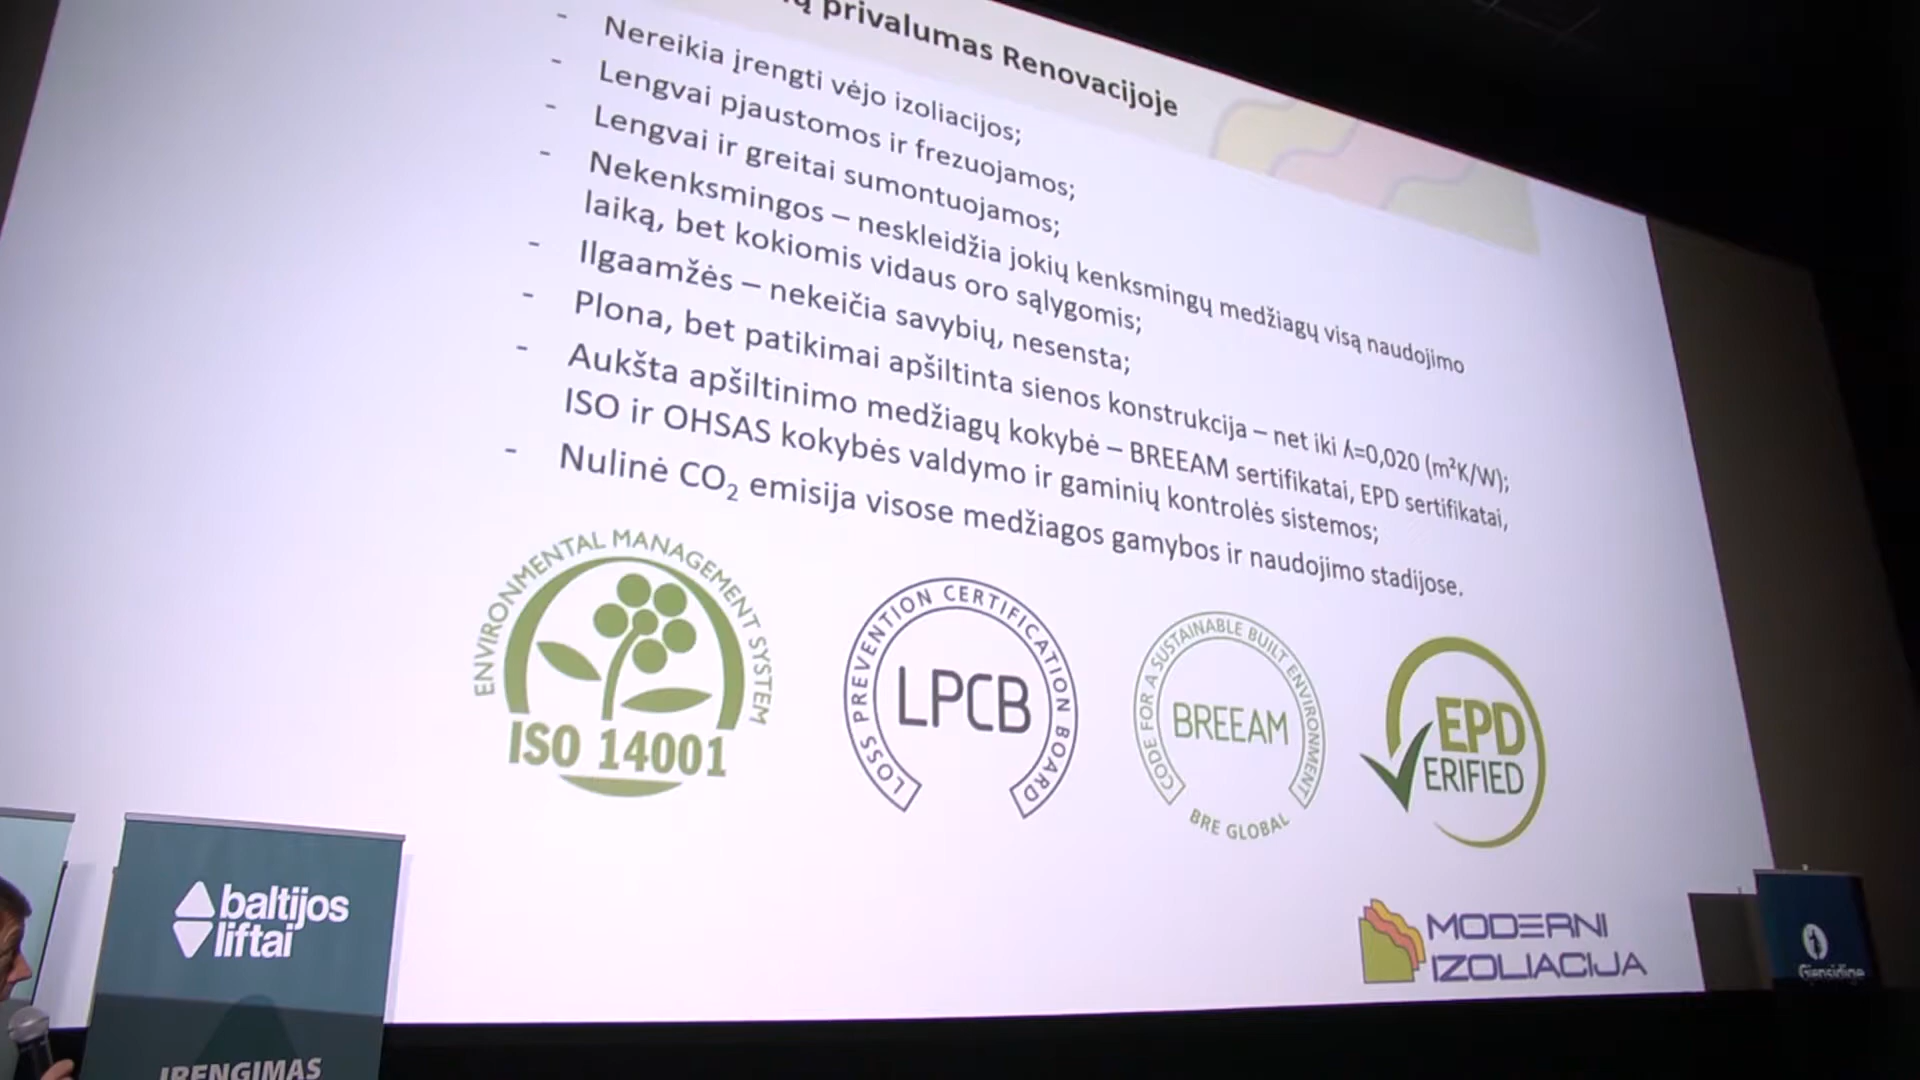 privalumas Renovacijoje
- Nereikia įrengti vėjo izoliacijos;
- Lengvai pjaustomos ir frezuojamos;
- Lengvai ir greitai sumontuojamos;
- Nekenksmingos – neskleidžia jokių kenksmingų medžiagų visą naudojimo
laiką, bet kokiomis vidaus oro sąlygomis;
- Ilgaamžės – nekeičia savybių, nesensta;
- Plona, bet patikimai apšiltinta sienos konstrukcija – net iki ʎ=0,020 (m²K/W);
- Aukšta apšiltinimo medžiagų kokybė – BREEAM sertifikatai, EPD sertifikatai,
ISO ir OHSAS kokybės valdymo ir gaminių kontrolės sistemos;
- Nulinė CO₂ emisija visose medžiagos gamybos ir naudojimo stadijose.
ENVIRONMENTAL MANAGEMENT SYSTEM
ISO 14001
LOSS PREVENTION CERTIFICATION BOARD
LPCB
CODE FOR A SUSTAINABLE BUILT ENVIRONMENT
BREEAM
BRE GLOBAL
EPD
ERIFIED
MODERNI
IZOLIACIJA
baltijos
liftai
ĮRENGIMAS
Gjensidige